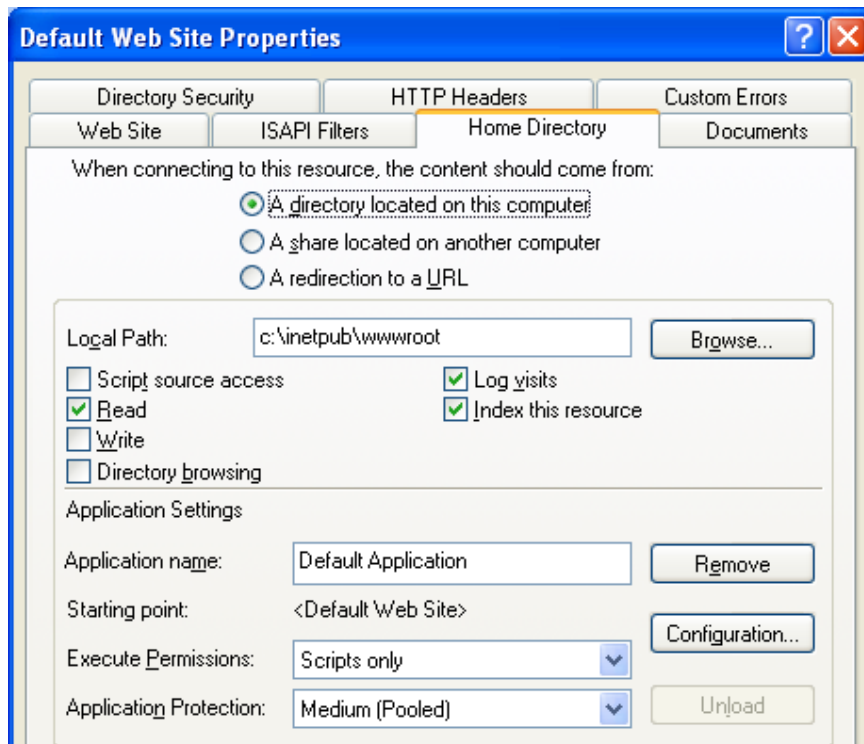 Default Web Site Properties
Directory Security HTTP Headers Custom Errors
Web Site ISAPI Filters Home Directory Documents
When connecting to this resource, the content should come from:
A directory located on this computer
A share located on another computer
A redirection to a URL
Local Path: c:\inetpub\wwwroot Browse...
Script source access Log visits
Read Index this resource
Write
Directory browsing
Application Settings
Application name: Default Application Remove
Starting point: <Default Web Site>
Configuration...
Execute Permissions: Scripts only
Application Protection: Medium (Pooled) Unload